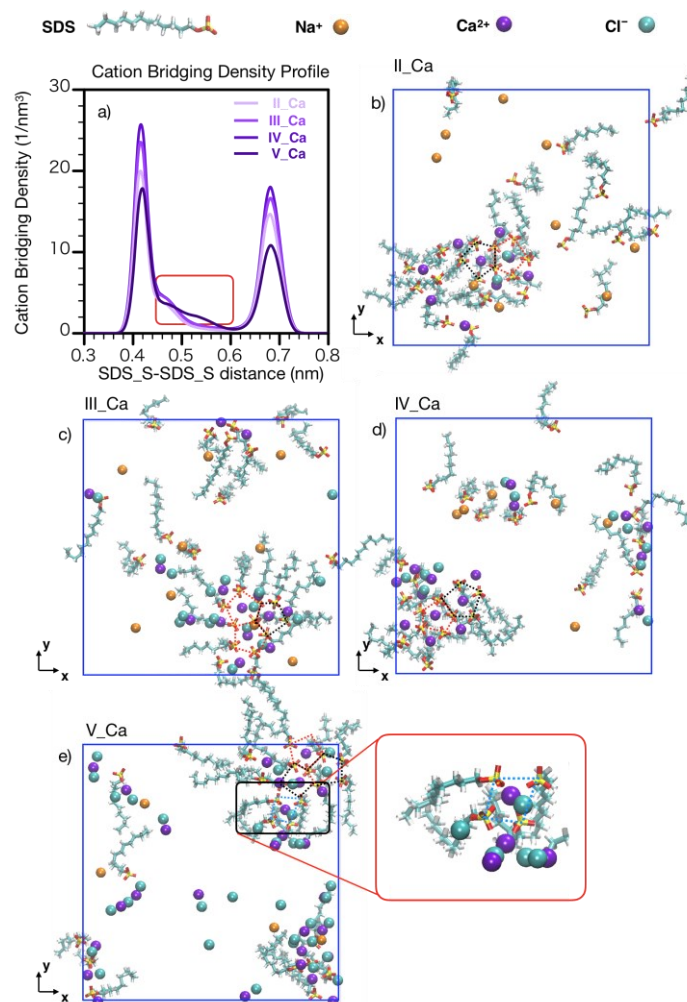 SDS Na⁺ Ca²⁺ Cl⁻
Cation Bridging Density Profile
a)
II_Ca
III_Ca
IV_Ca
V_Ca
Cation Bridging Density (1/nm³)
30
20
10
0
0.3 0.4 0.5 0.6 0.7 0.8
SDS_S-SDS_S distance (nm)
II_Ca
b)
y
x
III_Ca
c)
y
x
IV_Ca
d)
y
x
V_Ca
e)
y
x